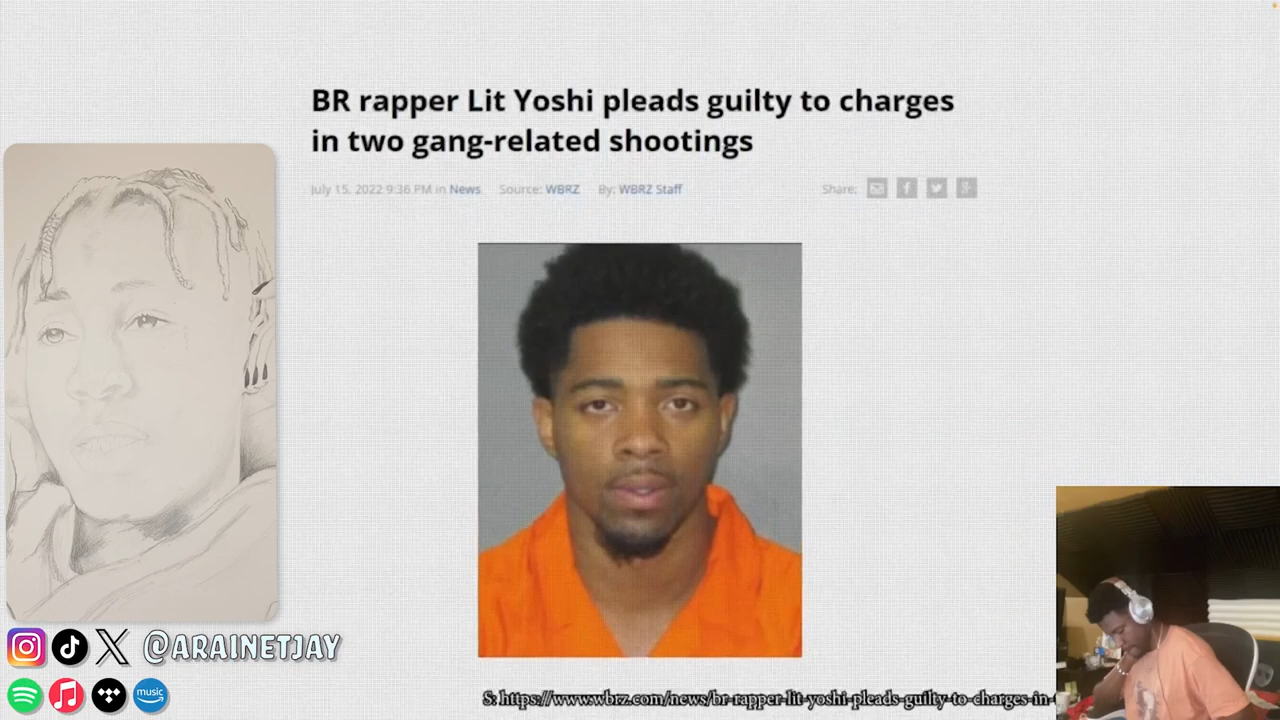 BR rapper Lit Yoshi pleads guilty to charges
in two gang-related shootings
July 15, 2022 9:36 PM in News Source: WBRZ By: WBRZ Staff Share:
@ARAINETJAY
music
S: https://www.wbrz.com/news/br-rapper-lit-yoshi-pleads-guilty-to-charges-in-